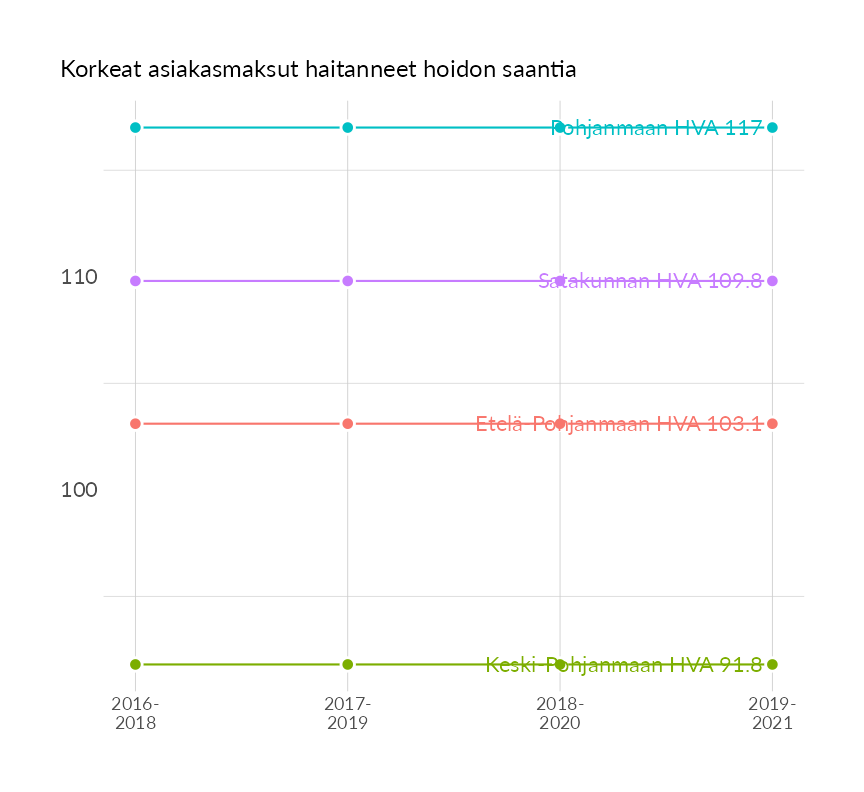 Korkeat asiakasmaksut haitanneet hoidon saantia
Pohjanmaan HVA 117
110
Satakunnan HVA 109.8
Etelä-Pohjanmaan HVA 103.1
100
Keski-Pohjanmaan HVA 91.8
2016- 2017- 2018- 2019-
2018 2019 2020 2021